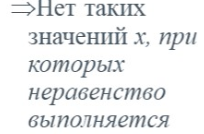 ⇒Нет таких
значений x, при
которых
неравенство
выполняется